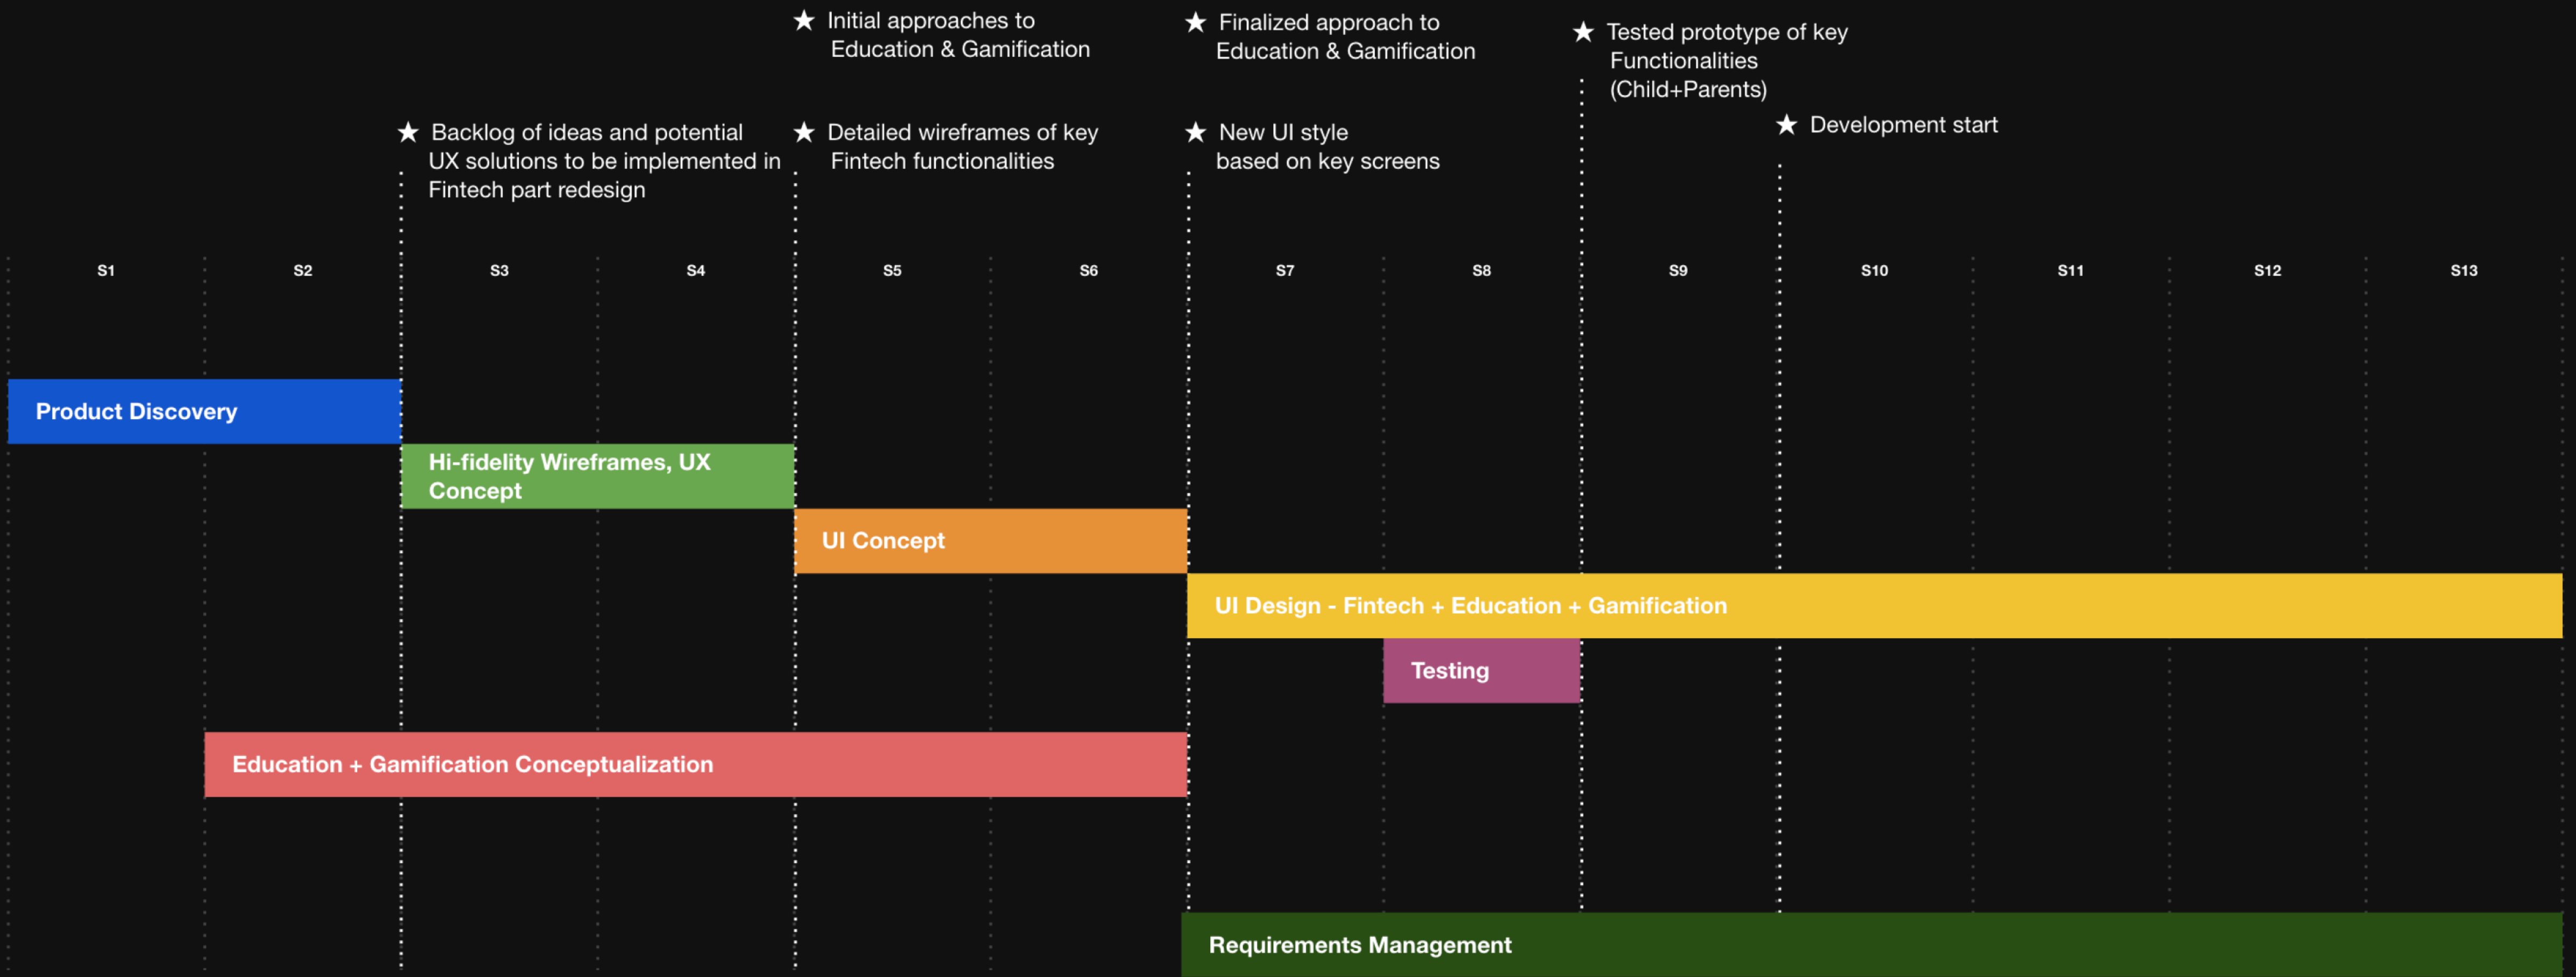 ★ Initial approaches to
Education & Gamification
★ Finalized approach to
Education & Gamification
★ Tested prototype of key
Functionalities
(Child+Parents)
★ Backlog of ideas and potential
UX solutions to be implemented in
Fintech part redesign
★ Detailed wireframes of key
Fintech functionalities
★ New UI style
based on key screens
★ Development start
S1 S2 S3 S4 S5 S6 S7 S8 S9 S10 S11 S12 S13
Product Discovery
Hi-fidelity Wireframes, UX
Concept
UI Concept
UI Design - Fintech + Education + Gamification
Testing
Education + Gamification Conceptualization
Requirements Management